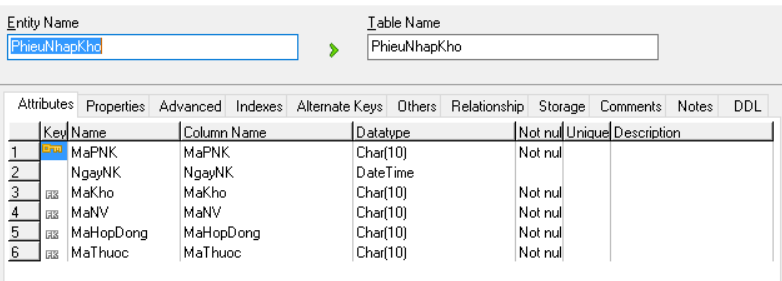 Entity Name Table Name
PhieuNhapKho PhieuNhapKho
Attributes Properties Advanced Indexes Alternate Keys Others Relationship Storage Comments Notes DDL
Key Name Column Name Datatype Not nul Unique Description
1 MaPNK MaPNK Char(10) Not nul
2 NgayNK NgayNK DateTime
3 MaKho MaKho Char(10) Not nul
4 MaNV MaNV Char(10) Not nul
5 MaHopDong MaHopDong Char(10) Not nul
6 MaThuoc MaThuoc Char(10) Not nul